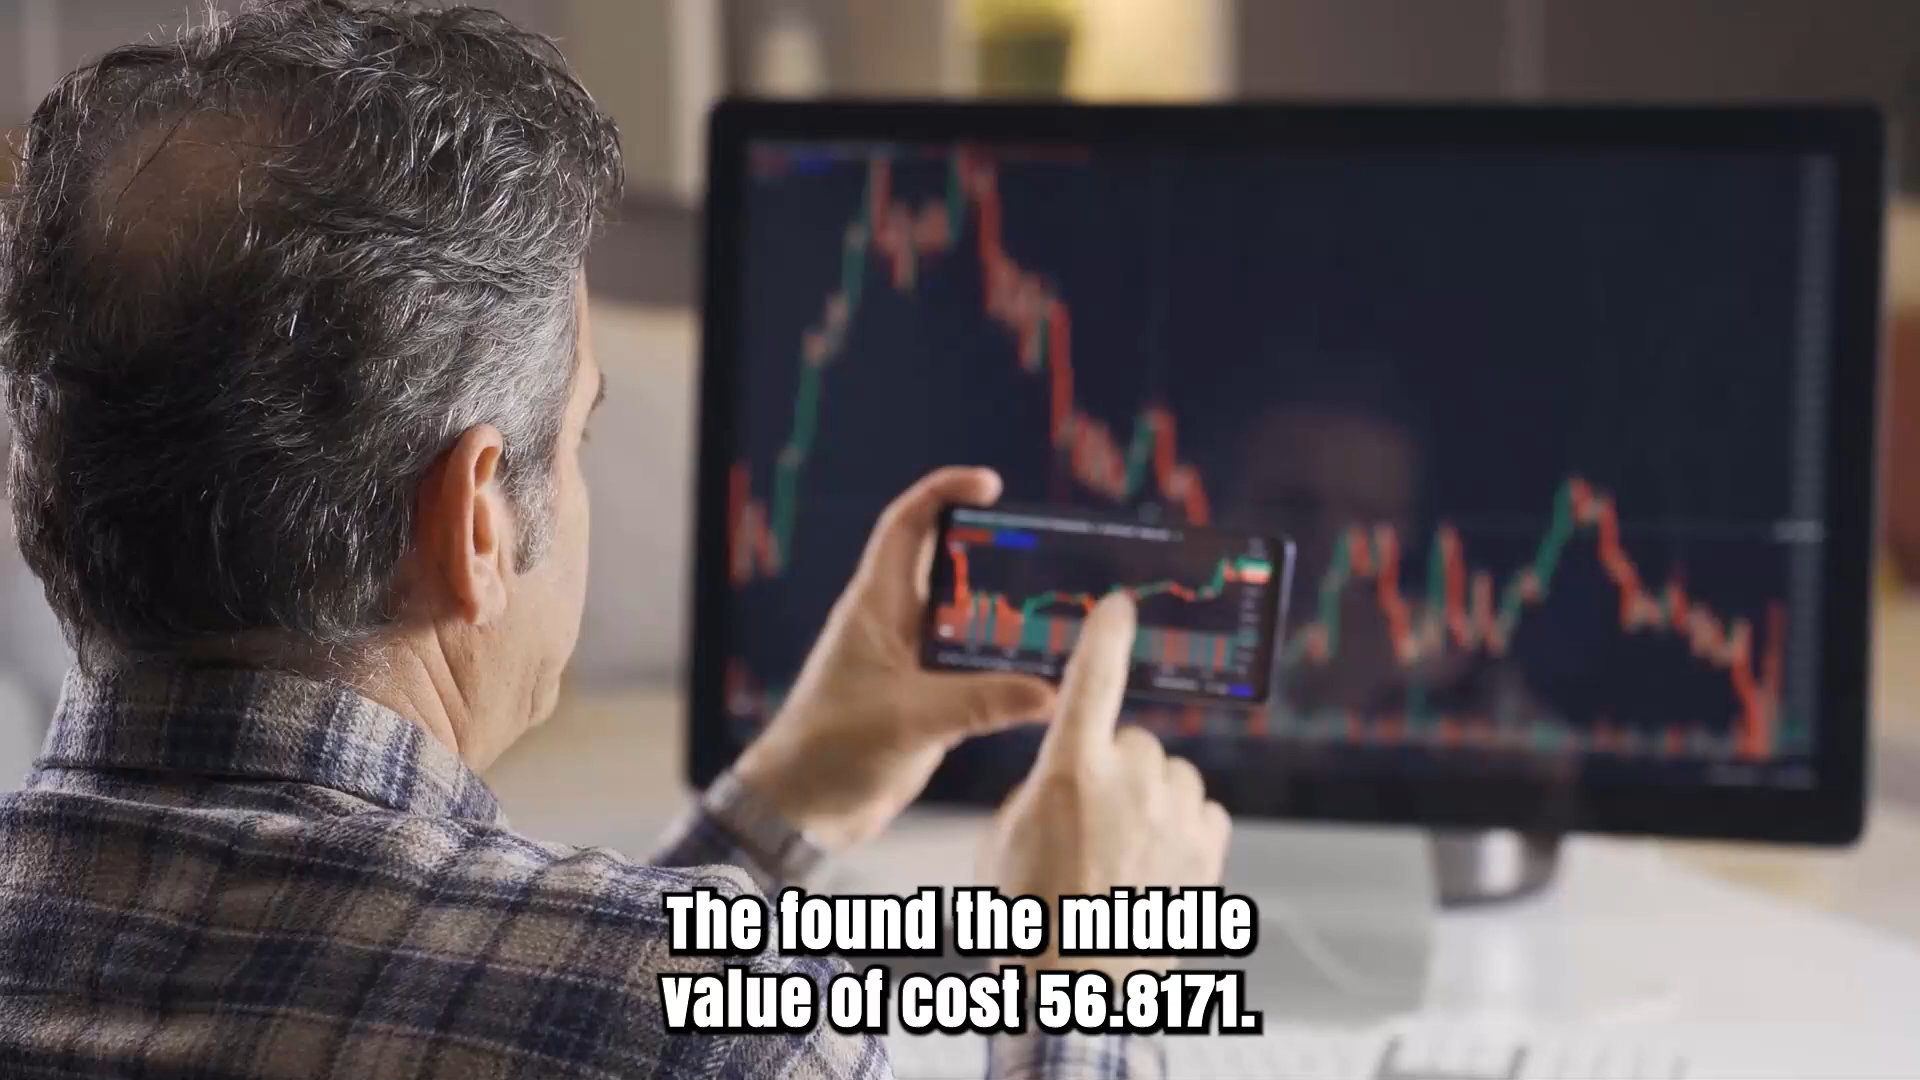 The found the middle
value of cost 56.8171.